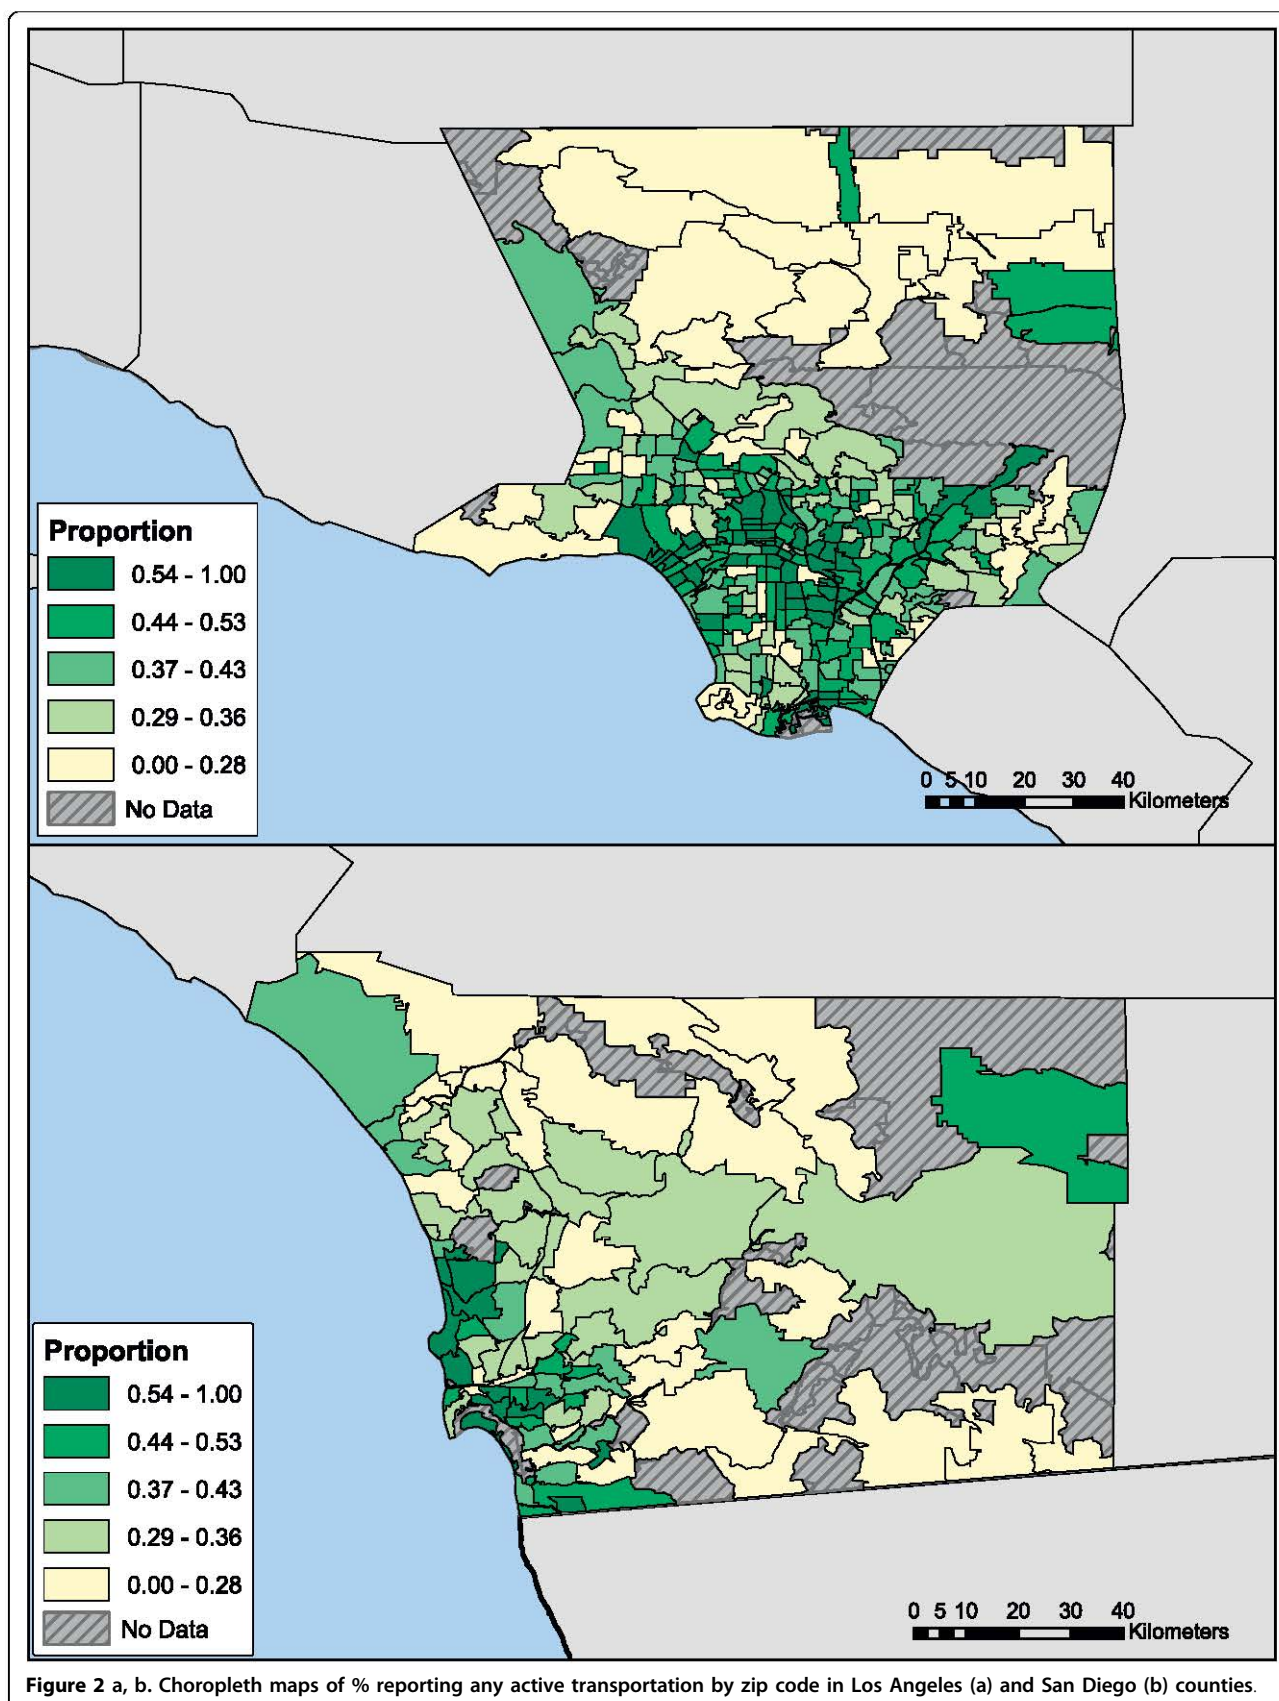 Proportion
0.54 - 1.00
0.44 - 0.53
0.37 - 0.43
0.29 - 0.36
0.00 - 0.28
No Data
0 5 10 20 30 40
Kilometers
Proportion
0.54 - 1.00
0.44 - 0.53
0.37 - 0.43
0.29 - 0.36
0.00 - 0.28
No Data
0 5 10 20 30 40
Kilometers
Figure 2 a, b. Choropleth maps of % reporting any active transportation by zip code in Los Angeles (a) and San Diego (b) counties.